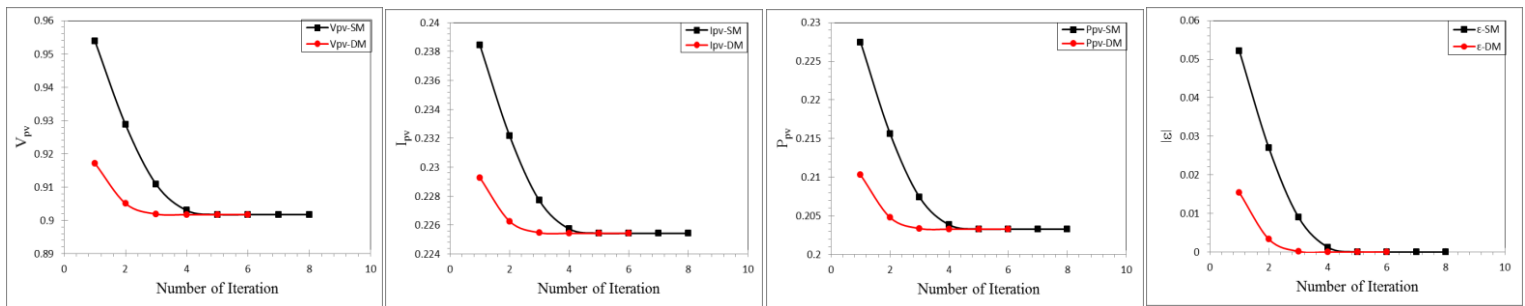 0.96
0.95
0.94
0.93
0.92
0.91
0.9
0.89
V_pv
Vpv-SM
Vpv-DM
0 2 4 6 8 10
Number of Iteration
0.24
0.238
0.236
0.234
0.232
0.23
0.228
0.226
0.224
I_pv
Ipv-SM
Ipv-DM
0 2 4 6 8 10
Number of Iteration
0.23
0.225
0.22
0.215
0.21
0.205
0.2
P_pv
Ppv-SM
Ppv-DM
0 2 4 6 8 10
Number of Iteration
0.06
0.05
0.04
0.03
0.02
0.01
0
|ε|
ε-SM
ε-DM
0 2 4 6 8 10
Number of Iteration